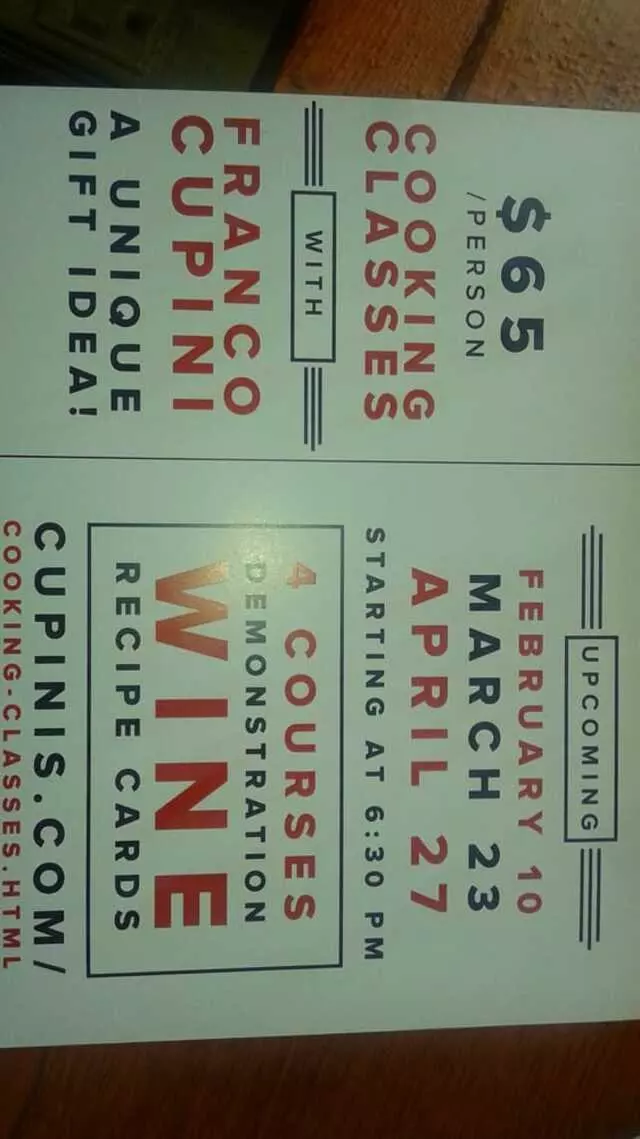 $65
/PERSON
COOKING
CLASSES
WITH
FRANCO
CUPINI
A UNIQUE
GIFT IDEA!
UPCOMING
FEBRUARY 10
MARCH 23
APRIL 27
STARTING AT 6:30 PM
4 COURSES
DEMONSTRATION
WINE
RECIPE CARDS
CUPINIS.COM/
COOKING-CLASSES.HTML